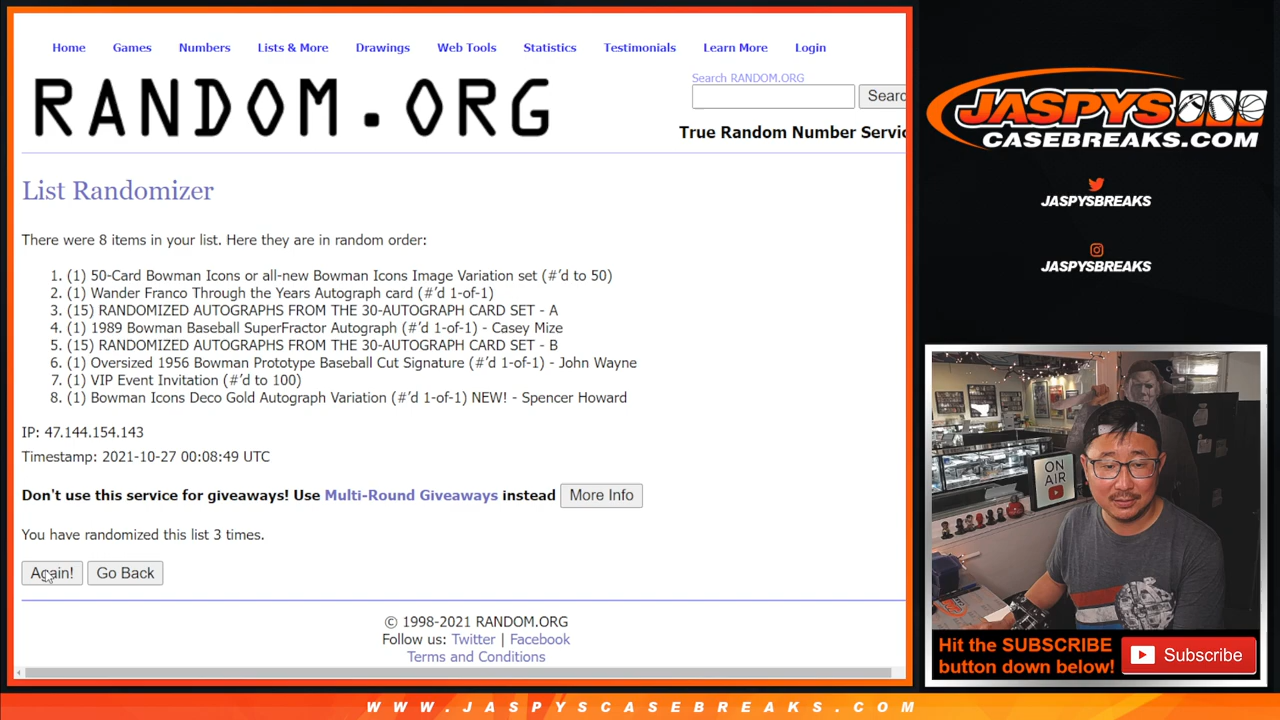 Home Games Numbers Lists & More Drawings Web Tools Statistics Testimonials Learn More Login
RANDOM.ORG
Search RANDOM.ORG
Searc
True Random Number Servic
List Randomizer
There were 8 items in your list. Here they are in random order:
1. (1) 50-Card Bowman Icons or all-new Bowman Icons Image Variation set (#'d to 50)
2. (1) Wander Franco Through the Years Autograph card (#'d 1-of-1)
3. (15) RANDOMIZED AUTOGRAPHS FROM THE 30-AUTOGRAPH CARD SET - A
4. (1) 1989 Bowman Baseball SuperFractor Autograph (#'d 1-of-1) - Casey Mize
5. (15) RANDOMIZED AUTOGRAPHS FROM THE 30-AUTOGRAPH CARD SET - B
6. (1) Oversized 1956 Bowman Prototype Baseball Cut Signature (#'d 1-of-1) - John Wayne
7. (1) VIP Event Invitation (#'d to 100)
8. (1) Bowman Icons Deco Gold Autograph Variation (#'d 1-of-1) NEW! - Spencer Howard
IP: 47.144.154.143
Timestamp: 2021-10-27 00:08:49 UTC
Don't use this service for giveaways! Use Multi-Round Giveaways instead More Info
You have randomized this list 3 times.
Again! Go Back
© 1998-2021 RANDOM.ORG
Follow us: Twitter | Facebook
Terms and Conditions
JASPYS
CASEBREAKS.COM
JASPYSBREAKS
JASPYSBREAKS
ON
AIR
Hit the SUBSCRIBE
button down below!
Subscribe
WWW.JASPYSCASEBREAKS.COM